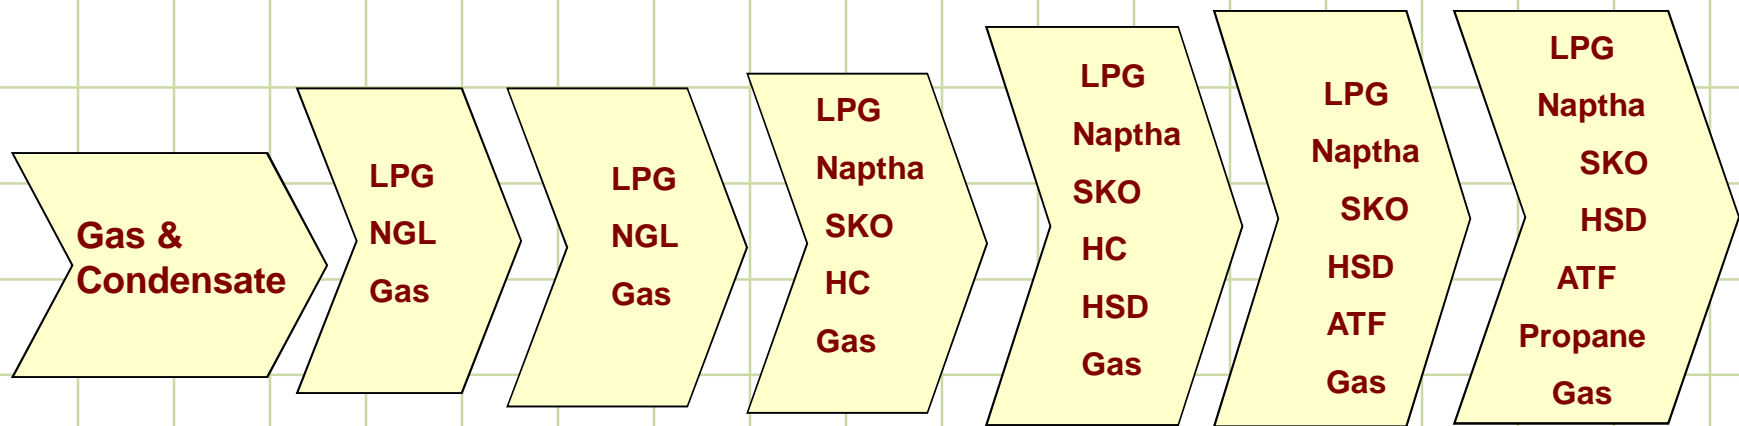 Gas &
Condensate
LPG
NGL
Gas
LPG
NGL
Gas
LPG
Naptha
SKO
HC
Gas
LPG
Naptha
SKO
HC
HSD
Gas
LPG
Naptha
SKO
HSD
ATF
Gas
LPG
Naptha
SKO
HSD
ATF
Propane
Gas